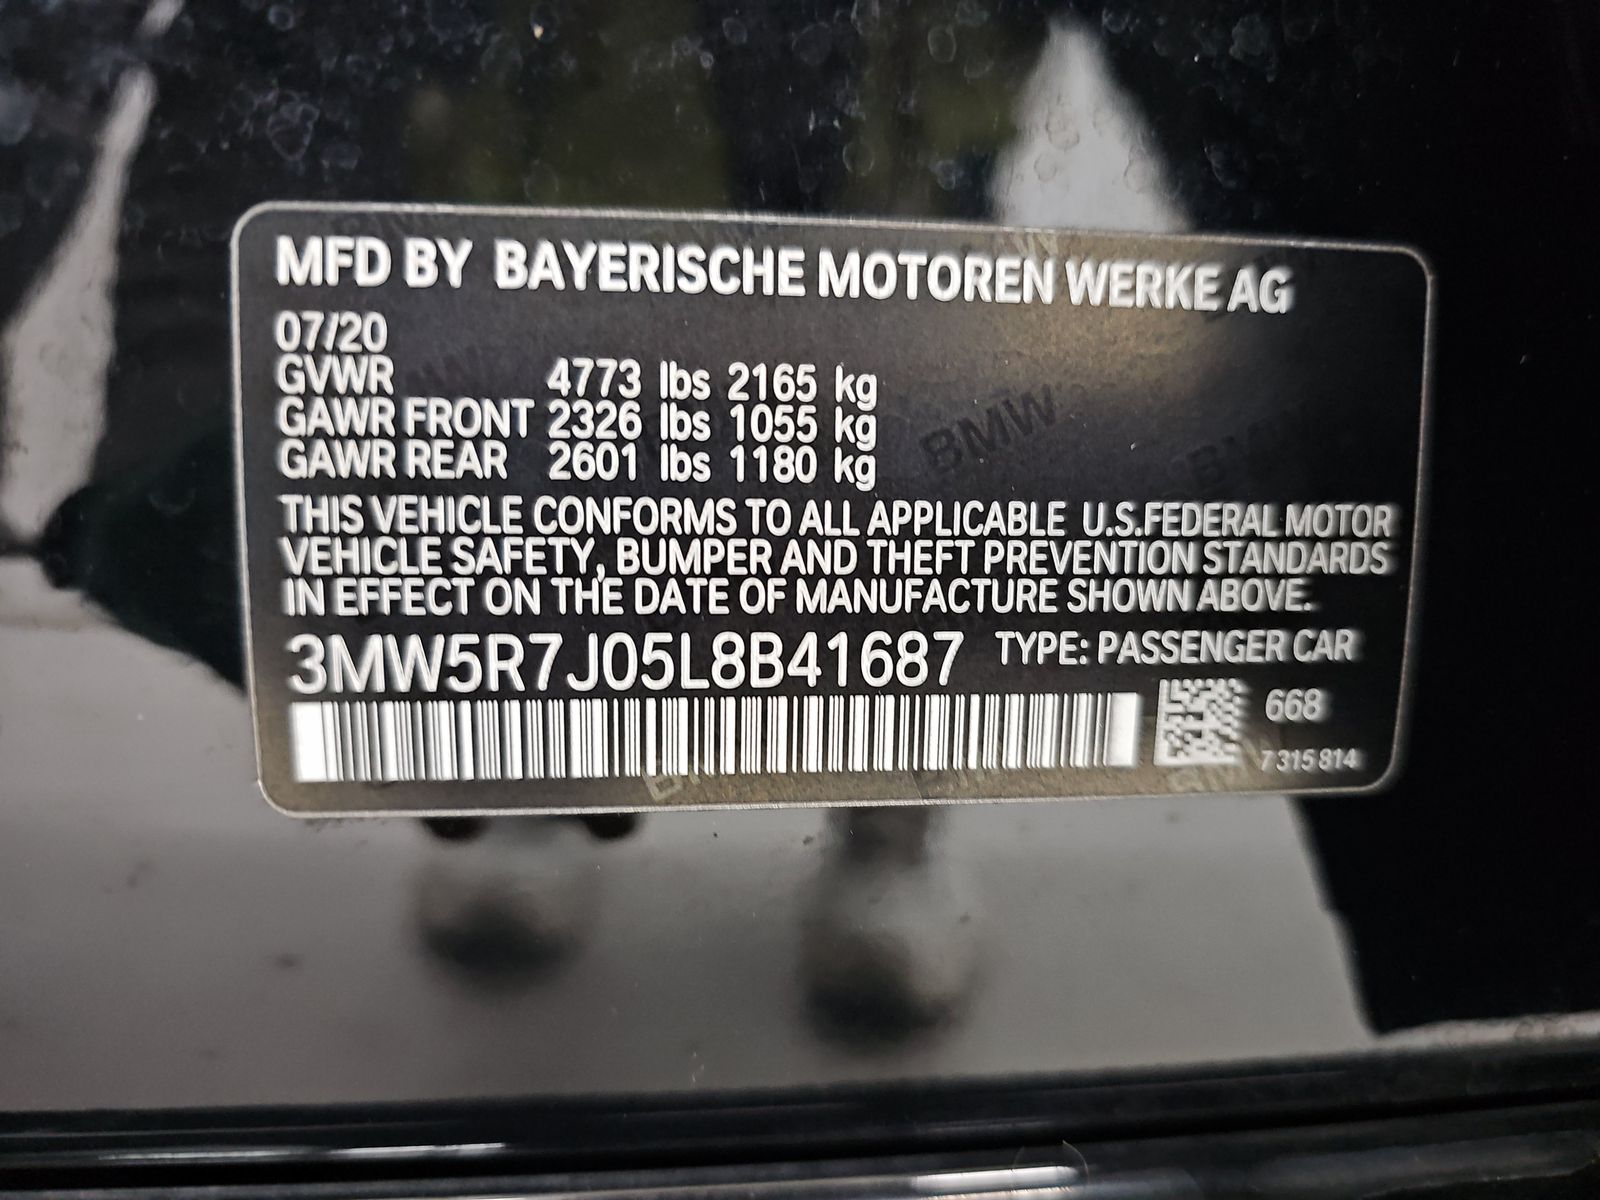 MFD BY BAYERISCHE MOTOREN WERKE AG
07/20
GVWR 4773 lbs 2165 kg
GAWR FRONT 2326 lbs 1055 kg
GAWR REAR 2601 lbs 1180 kg
THIS VEHICLE CONFORMS TO ALL APPLICABLE U.S.FEDERAL MOTOR
VEHICLE SAFETY, BUMPER AND THEFT PREVENTION STANDARDS
IN EFFECT ON THE DATE OF MANUFACTURE SHOWN ABOVE.
3MW5R7J05L8B41687 TYPE: PASSENGER CAR
668
7 315 814
BMW